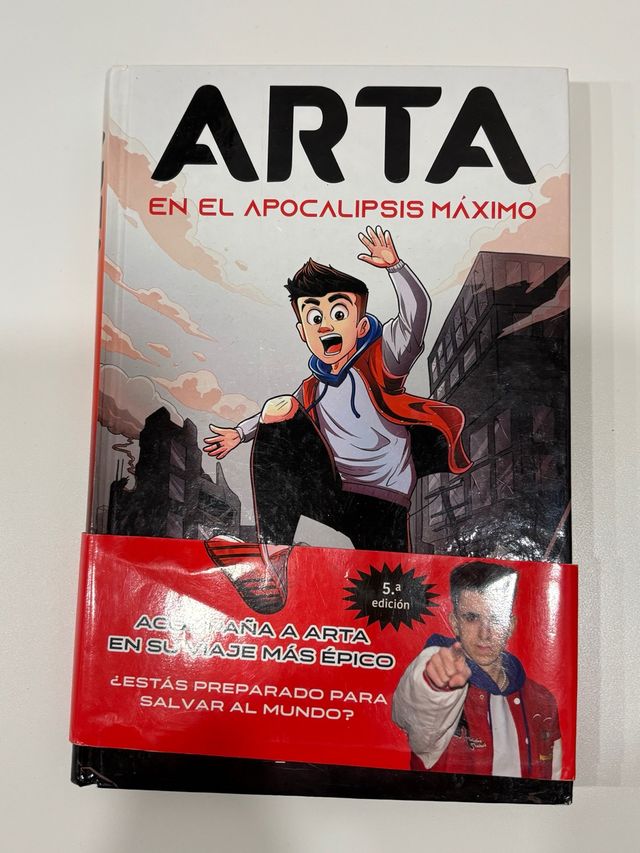 ARTA
EN EL APOCALIPSIS MÁXIMO
5.ª
edición
ACOMPAÑA A ARTA
EN SU VIAJE MÁS ÉPICO
¿ESTÁS PREPARADO PARA
SALVAR AL MUNDO?